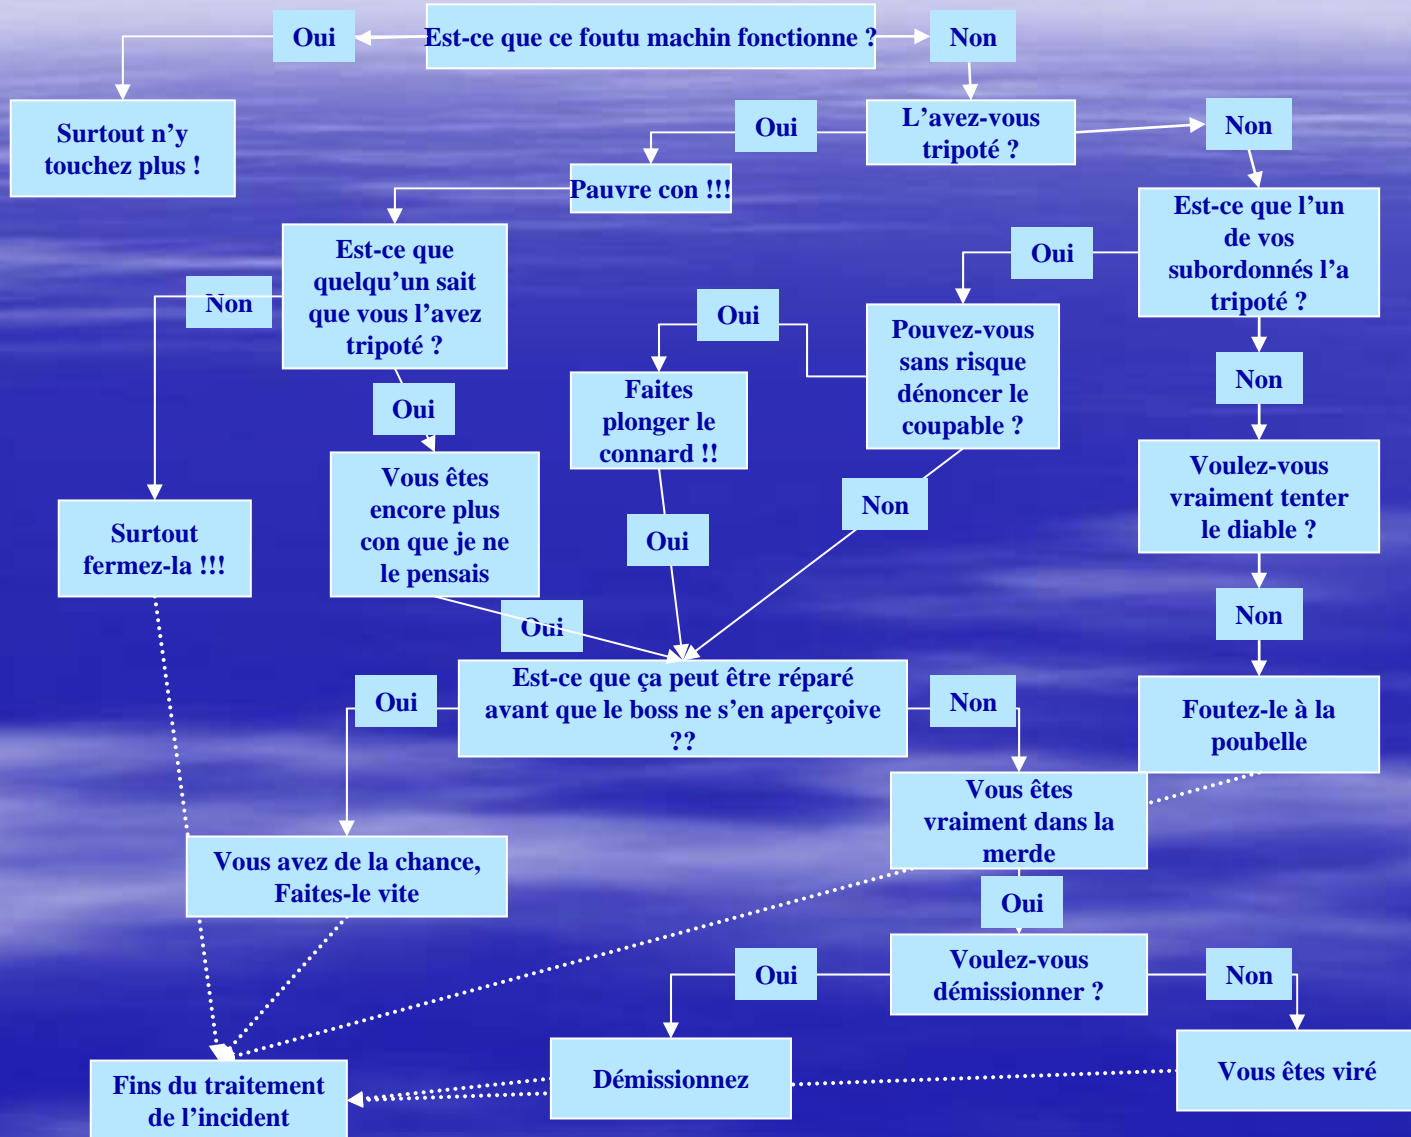 Est-ce que ce foutu machin fonctionne ?
Oui
Non
Surtout n'y
touchez plus !
L'avez-vous
tripoté ?
Oui
Non
Pauvre con !!!
Est-ce que l'un
de vos
subordonnés l'a
tripoté ?
Est-ce que
quelqu'un sait
que vous l'avez
tripoté ?
Oui
Non
Oui
Pouvez-vous
sans risque
dénoncer le
coupable ?
Non
Faites
plonger le
connard !!
Oui
Vous êtes
encore plus
con que je ne
le pensais
Voulez-vous
vraiment tenter
le diable ?
Non
Surtout
fermez-la !!!
Oui
Non
Oui
Est-ce que ça peut être réparé
avant que le boss ne s'en aperçoive
??
Oui
Non
Foutez-le à la
poubelle
Vous êtes
vraiment dans la
merde
Vous avez de la chance,
Faites-le vite
Oui
Voulez-vous
démissionner ?
Oui
Non
Démissionnez
Vous êtes viré
Fins du traitement
de l'incident